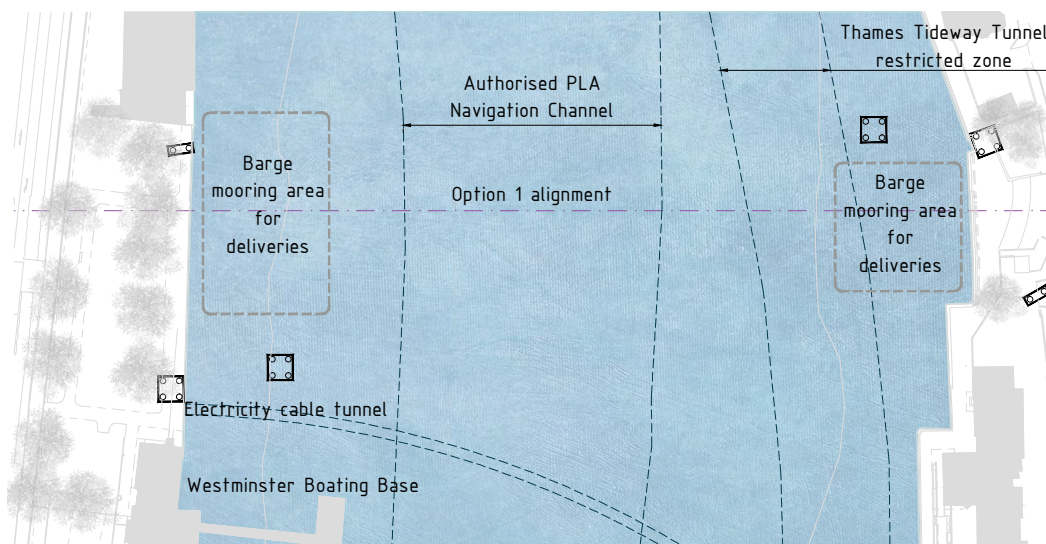 Thames Tideway Tunnel
restricted zone
Authorised PLA
Navigation Channel
Barge
mooring area
for
deliveries
Option 1 alignment
Barge
mooring area
for
deliveries
Electricity cable tunnel
Westminster Boating Base